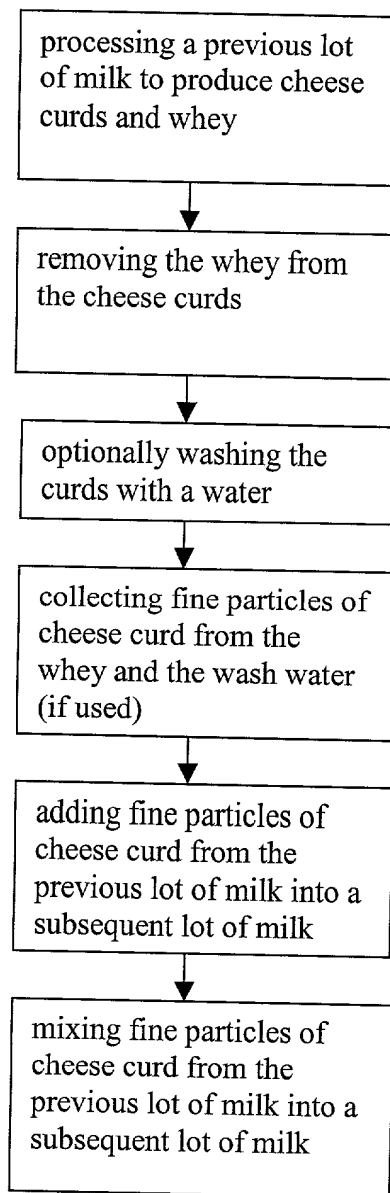 processing a previous lot
of milk to produce cheese
curds and whey
removing the whey from
the cheese curds
optionally washing the
curds with a water
collecting fine particles of
cheese curd from the
whey and the wash water
(if used)
adding fine particles of
cheese curd from the
previous lot of milk into a
subsequent lot of milk
mixing fine particles of
cheese curd from the
previous lot of milk into a
subsequent lot of milk